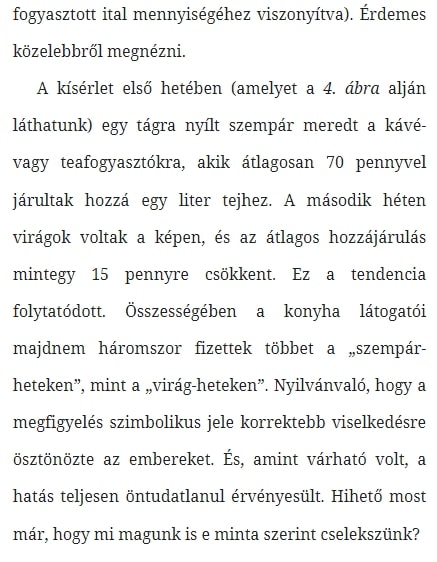 fogyasztott ital mennyiségéhez viszonyítva). Érdemes
közelebbről megnézni.
A kísérlet első hetében (amelyet a 4. ábra alján
láthatunk) egy tágra nyílt szempár meredt a kávé-
vagy teafogyasztókra, akik átlagosan 70 pennyvel
járultak hozzá egy liter tejhez. A második héten
virágok voltak a képen, és az átlagos hozzájárulás
mintegy 15 pennyre csökkent. Ez a tendencia
folytatódott. Összességében a konyha látogatói
majdnem háromszor fizettek többet a „szempár-
heteken”, mint a „virág-heteken”. Nyilvánvaló, hogy a
megfigyelés szimbolikus jele korrektebb viselkedésre
ösztönözte az embereket. És, amint várható volt, a
hatás teljesen öntudatlanul érvényesült. Hihető most
már, hogy mi magunk is e minta szerint cselekszünk?